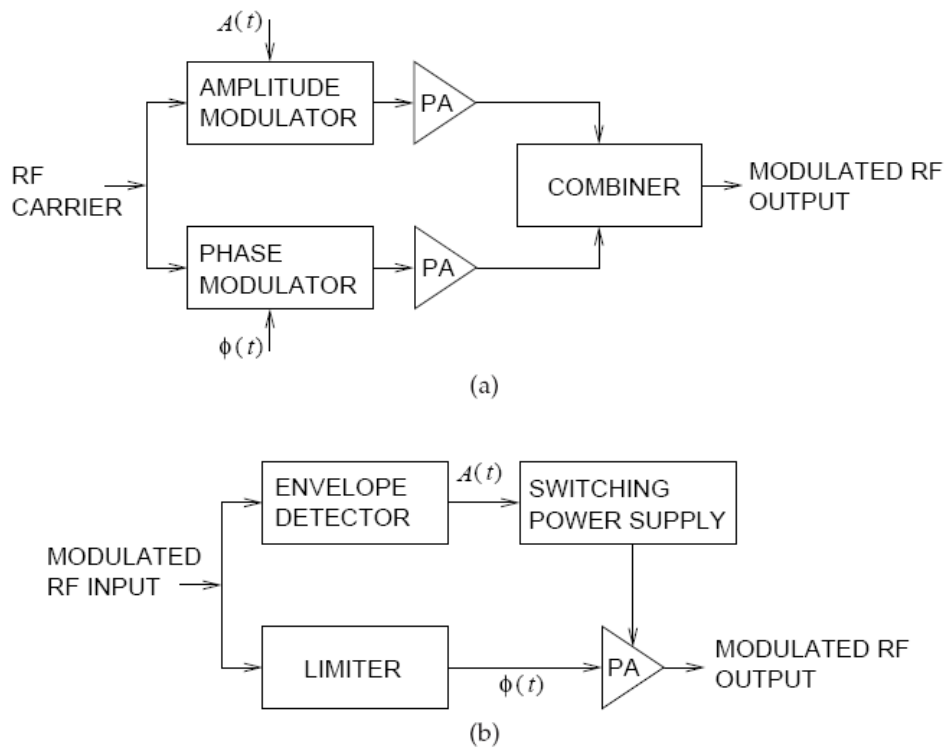 A(t)
AMPLITUDE
MODULATOR
PA
RF
CARRIER
COMBINER
MODULATED RF
OUTPUT
PHASE
MODULATOR
PA
ϕ(t)
(a)
ENVELOPE
DETECTOR
A(t)
SWITCHING
POWER SUPPLY
MODULATED
RF INPUT
LIMITER
ϕ(t)
PA
MODULATED RF
OUTPUT
(b)